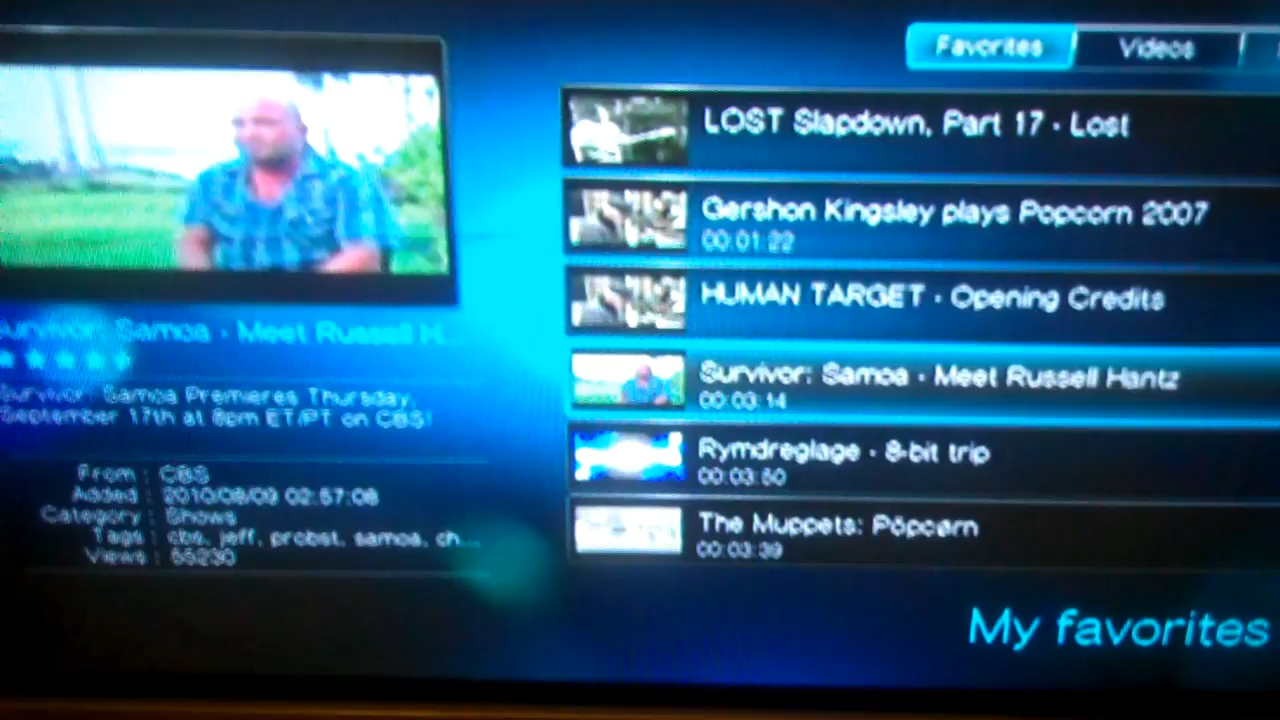 Favorites
Videos
LOST Slapdown, Part 17 - Lost
Gershon Kingsley plays Popcorn 2007
00:01:22
HUMAN TARGET - Opening Credits
Survivor: Samoa - Meet Russell Hantz
00:03:14
Rymdreglage - 8-bit trip
00:03:50
The Muppets: Pöpcørn
00:03:39
My favorites
Survivor: Samoa - Meet Russell H...
Survivor: Samoa Premieres Thursday,
September 17th at 8pm ET/PT on CBS!
From : CBS
Added : 2010/08/09 02:57:08
Category : Shows
Tags : cbs, jeff, probst, samoa, ch...
Views : 55230